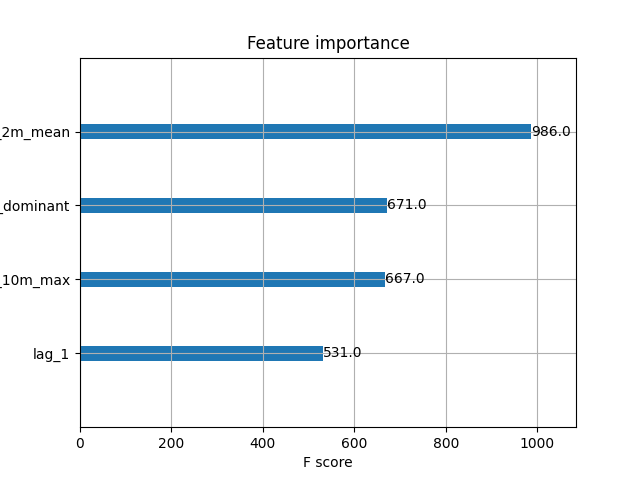 Feature importance
_2m_mean
986.0
_dominant
671.0
_10m_max
667.0
lag_1
531.0
0 200 400 600 800 1000
F score